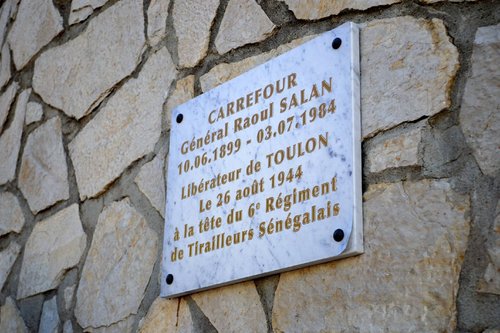 CARREFOUR
Général Raoul SALAN
10.06.1899 - 03.07.1984
Libérateur de TOULON
Le 26 août 1944
à la tête du 6e Régiment
de Tirailleurs Sénégalais